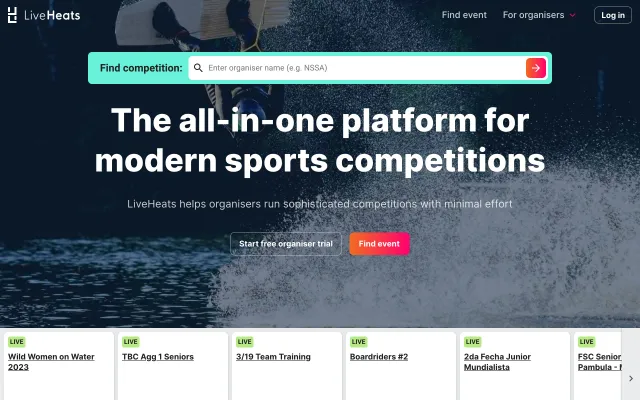 LiveHeats
Find event
For organisers
Log in
Find competition:
Enter organiser name (e.g. NSSA)
The all-in-one platform for
modern sports competitions
LiveHeats helps organisers run sophisticated competitions with minimal effort
Start free organiser trial
Find event
LIVE
Wild Women on Water
2023
LIVE
TBC Agg 1 Seniors
LIVE
3/19 Team Training
LIVE
Boardriders #2
LIVE
2da Fecha Junior
Mundialista
LIVE
FSC Senior
Pambula -